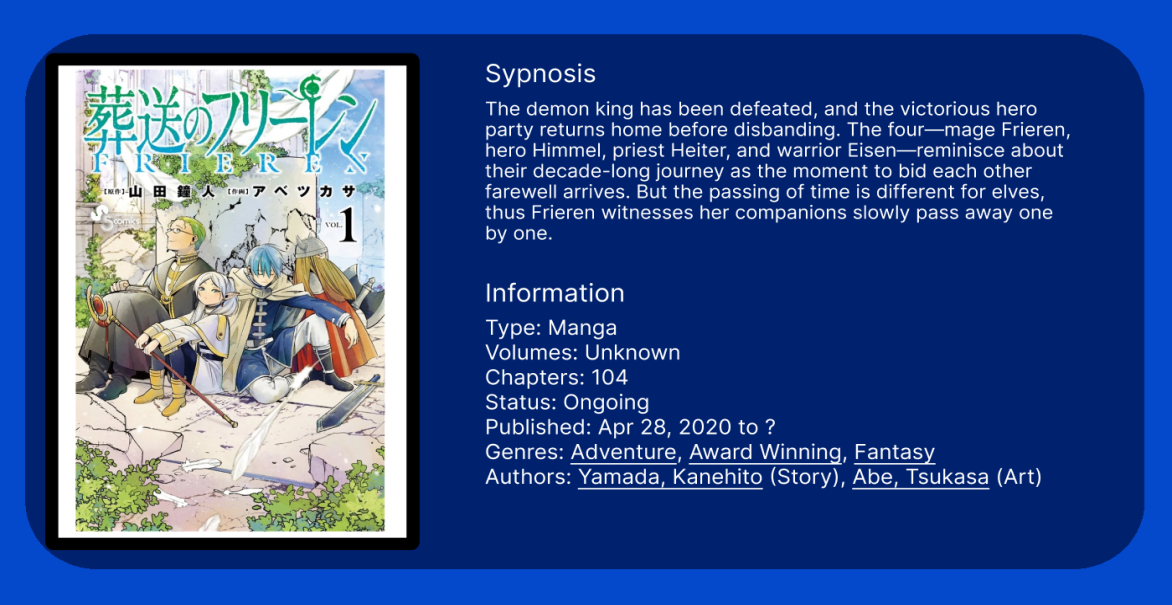 葬送のフリーレン
FRIEREN
［原作］山田鐘人 ［作画］アベツカサ
comics
VOL.1
Sypnosis
The demon king has been defeated, and the victorious hero
party returns home before disbanding. The four—mage Frieren,
hero Himmel, priest Heiter, and warrior Eisen—reminisce about
their decade-long journey as the moment to bid each other
farewell arrives. But the passing of time is different for elves,
thus Frieren witnesses her companions slowly pass away one
by one.
Information
Type: Manga
Volumes: Unknown
Chapters: 104
Status: Ongoing
Published: Apr 28, 2020 to ?
Genres: Adventure, Award Winning, Fantasy
Authors: Yamada, Kanehito (Story), Abe, Tsukasa (Art)